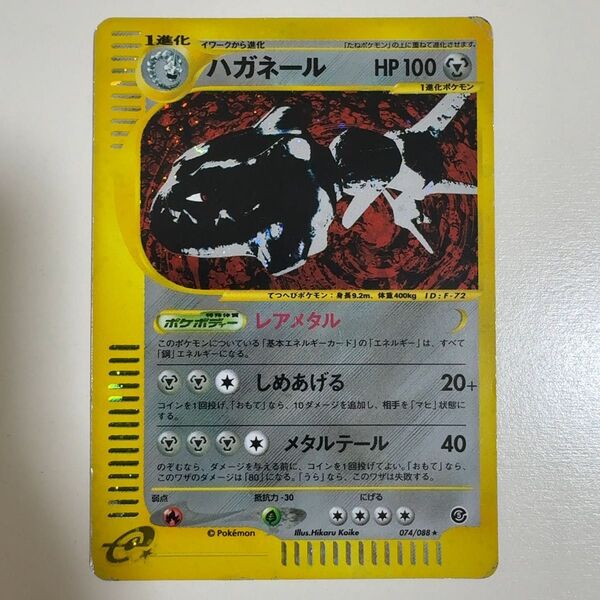 1進化
イワークから進化
「たねポケモン」の上に重ねて進化させます。
ハガネール HP 100
1進化ポケモン
てつへびポケモン:身長9.2m、体重400kg ID:F-72
特殊体質
ポケボディー レアメタル
このポケモンについている「基本エネルギーカード」の「エネルギー」は、すべて
「鋼」エネルギーになる。
しめあげる 20+
コインを1回投げ、「おもて」なら、10ダメージを追加し、相手を「マヒ」状態に
する。
メタルテール 40
のぞむなら、ダメージを与える前に、コインを1回投げてよい。「おもて」なら、
このワザのダメージは「80」になる。「うら」なら、このワザは失敗する。
弱点 抵抗力 -30 にげる
© Pokémon Illus.Hikaru Koike 074/088 ★